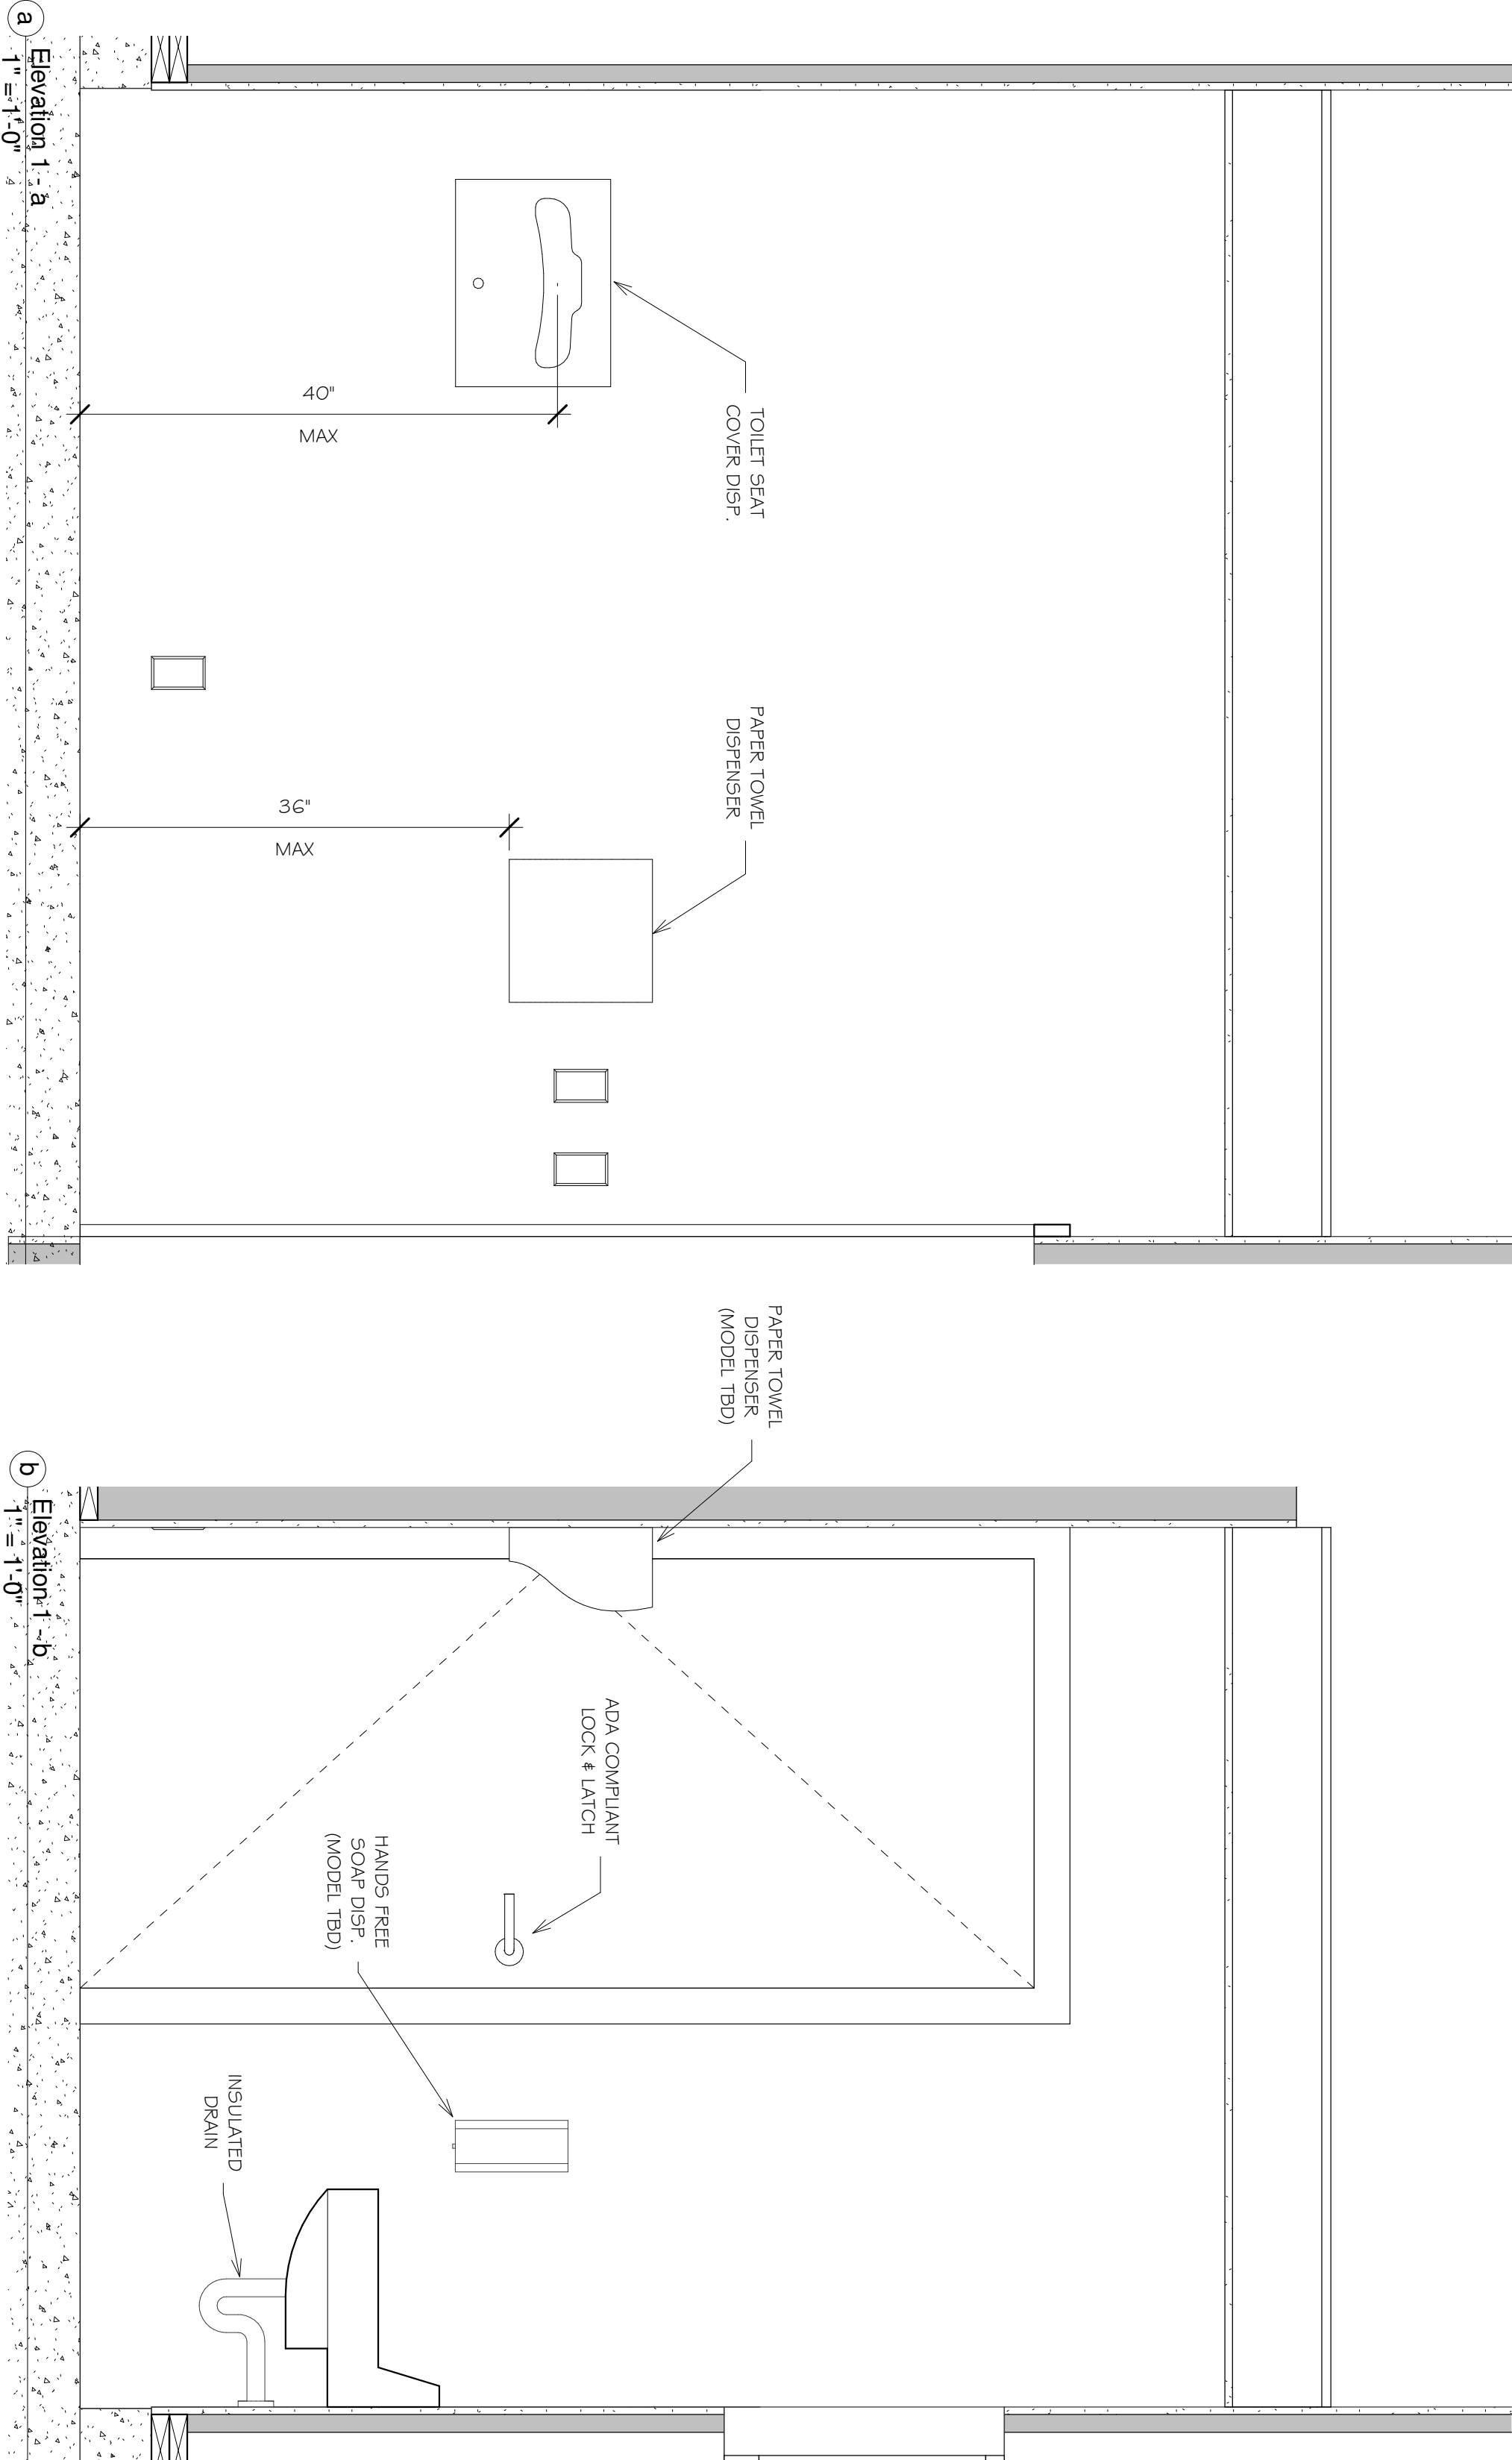 TOILET SEAT
COVER DISP.
40"
MAX
PAPER TOWEL
DISPENSER
36"
MAX
a
Elevation 1 - a
1" = 1'-0"
PAPER TOWEL
DISPENSER
(MODEL TBD)
ADA COMPLIANT
LOCK & LATCH
HANDS FREE
SOAP DISP.
(MODEL TBD)
INSULATED
DRAIN
b
Elevation 1 - b
1" = 1'-0"